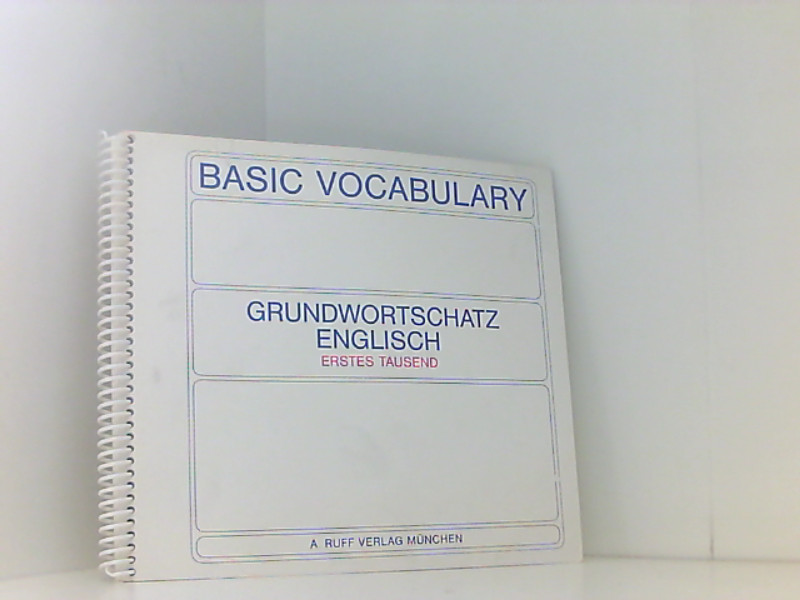 BASIC VOCABULARY
GRUNDWORTSCHATZ
ENGLISCH
ERSTES TAUSEND
A RUFF VERLAG MÜNCHEN